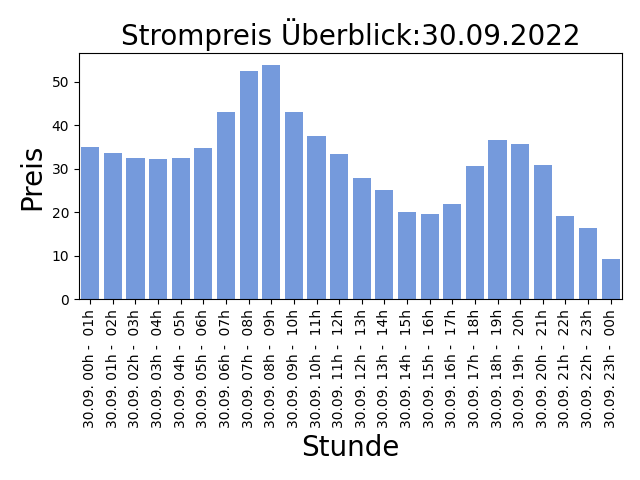 Strompreis Überblick:30.09.2022
Preis
50
40
30
20
10
0
30.09. 00h - 01h
30.09. 01h - 02h
30.09. 02h - 03h
30.09. 03h - 04h
30.09. 04h - 05h
30.09. 05h - 06h
30.09. 06h - 07h
30.09. 07h - 08h
30.09. 08h - 09h
30.09. 09h - 10h
30.09. 10h - 11h
30.09. 11h - 12h
30.09. 12h - 13h
30.09. 13h - 14h
30.09. 14h - 15h
30.09. 15h - 16h
30.09. 16h - 17h
30.09. 17h - 18h
30.09. 18h - 19h
30.09. 19h - 20h
30.09. 20h - 21h
30.09. 21h - 22h
30.09. 22h - 23h
30.09. 23h - 00h
Stunde